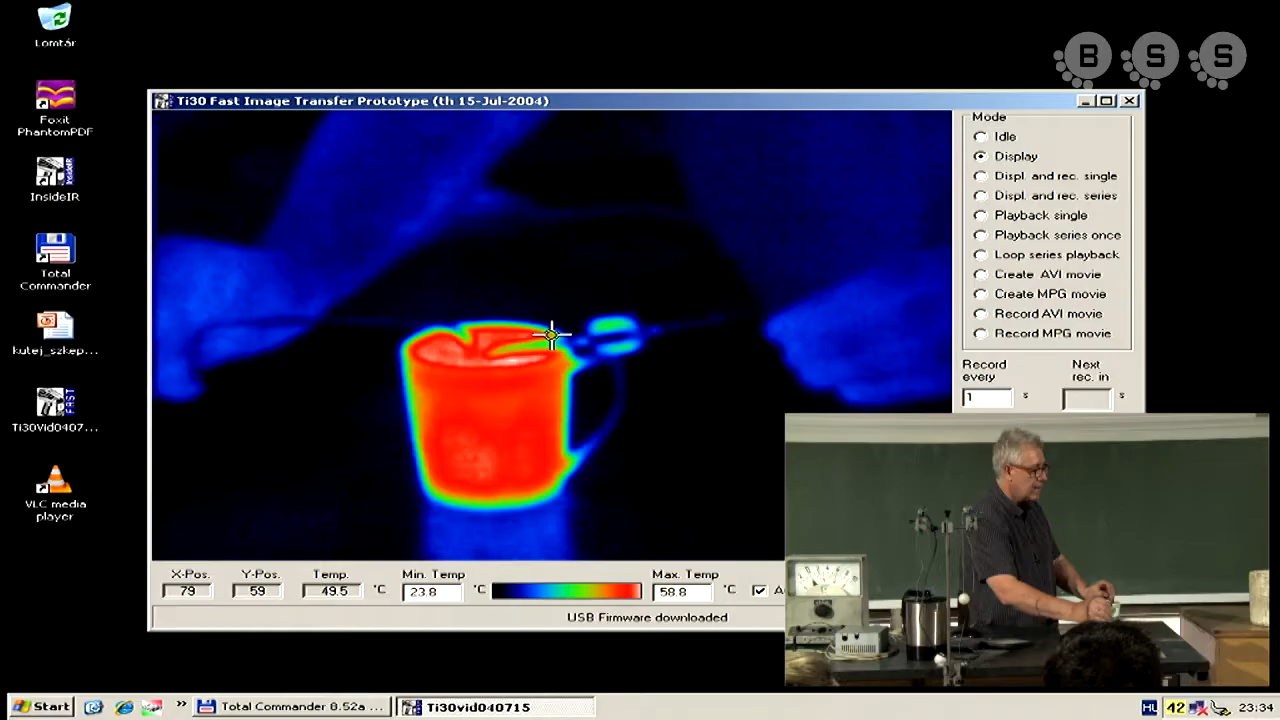 B S S
Lomtár
Foxit
PhantomPDF
InsideIR
Total
Commander
kutej_szkep...
Ti30Vid0407...
VLC media
player
Ti30 Fast Image Transfer Prototype (th 15-Jul-2004)
Mode
Idle
Display
Displ. and rec. single
Displ. and rec. series
Playback single
Playback series once
Loop series playback
Create AVI movie
Create MPG movie
Record AVI movie
Record MPG movie
Record every
Next rec. in
1 s
s
X-Pos. Y-Pos. Temp. Min. Temp Max. Temp
79 59 49.5 °C 23.8 °C 58.8 °C A
USB Firmware downloaded
Start » Total Commander 8.52a ... Ti30vid040715 HU 42 23:34